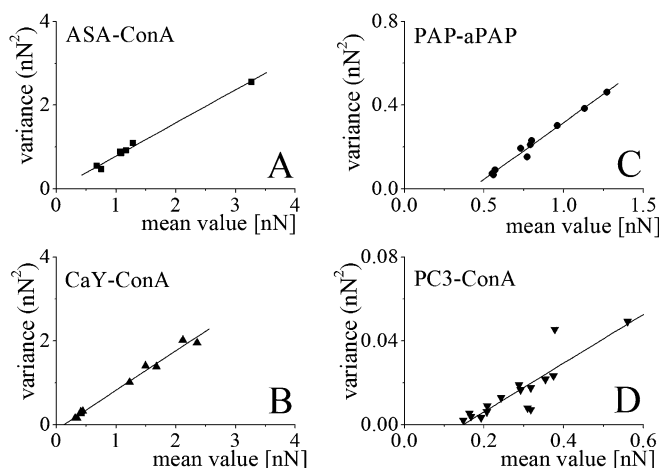 ASA-ConA
variance (nN²)
4
2
0
0 1 2 3 4
mean value [nN]
A
PAP-aPAP
variance (nN²)
0.8
0.4
0.0
0.0 0.5 1.0 1.5
mean value [nN]
C
CaY-ConA
variance (nN²)
4
2
0
0 1 2 3 4
mean value [nN]
B
PC3-ConA
variance (nN²)
0.08
0.04
0.00
0.0 0.2 0.4 0.6
mean value [nN]
D